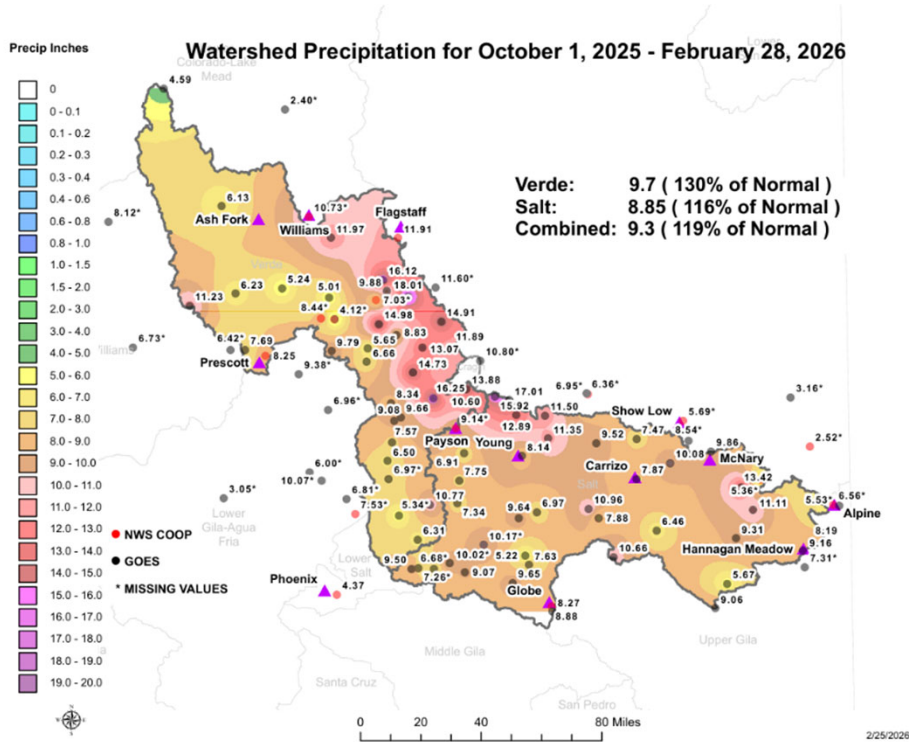 Watershed Precipitation for October 1, 2025 - February 28, 2026
Precip Inches
0
0 - 0.1
0.1 - 0.2
0.2 - 0.3
0.3 - 0.4
0.4 - 0.6
0.6 - 0.8
0.8 - 1.0
1.0 - 1.5
1.5 - 2.0
2.0 - 3.0
3.0 - 4.0
4.0 - 5.0
5.0 - 6.0
6.0 - 7.0
7.0 - 8.0
8.0 - 9.0
9.0 - 10.0
10.0 - 11.0
11.0 - 12.0
12.0 - 13.0
13.0 - 14.0
14.0 - 15.0
15.0 - 16.0
16.0 - 17.0
17.0 - 18.0
18.0 - 19.0
19.0 - 20.0
NWS COOP
GOES
* MISSING VALUES
Verde: 9.7 ( 130% of Normal )
Salt: 8.85 ( 116% of Normal )
Combined: 9.3 ( 119% of Normal )
Colorado-Lake
Mead
4.59
2.40*
8.12*
6.13
Ash Fork
10.73*
Williams
11.97
Flagstaff
11.91
Verde
16.12
9.88
18.01
11.60*
7.03*
11.23
6.23
5.24
5.01
8.44*
4.12*
14.98
14.91
11.89
8.83
13.07
6.73*
6.42*
7.69
Prescott
8.25
9.79
5.65
6.66
14.73
10.80*
9.38*
13.88
6.96*
8.34
16.25
10.60
17.01
6.95*
6.36*
3.16*
9.08
9.66
9.14*
15.92
11.50
Show Low
5.69*
7.57
Payson
Young
12.89
11.35
9.52
7.47
8.54*
2.52*
6.50
6.91
8.14
10.08
9.86
McNary
6.00*
10.07*
6.97*
7.75
Carrizo
7.87
Salt
13.42
5.36*
3.05*
6.81*
7.53*
5.34*
10.77
7.34
9.64
6.97
10.96
7.88
11.11
5.53*
6.56*
Alpine
Lower
Gila-Agua
Fria
6.31
10.17*
6.46
9.31
8.19
Hannagan Meadow
9.16
7.31*
Lower
Salt
9.50
6.68*
10.02*
5.22
7.63
10.66
7.26*
9.07
9.65
5.67
Phoenix
4.37
Globe
8.27
8.88
9.06
Middle Gila
Upper Gila
Santa Cruz
San Pedro
0 20 40 80 Miles
2/25/2026